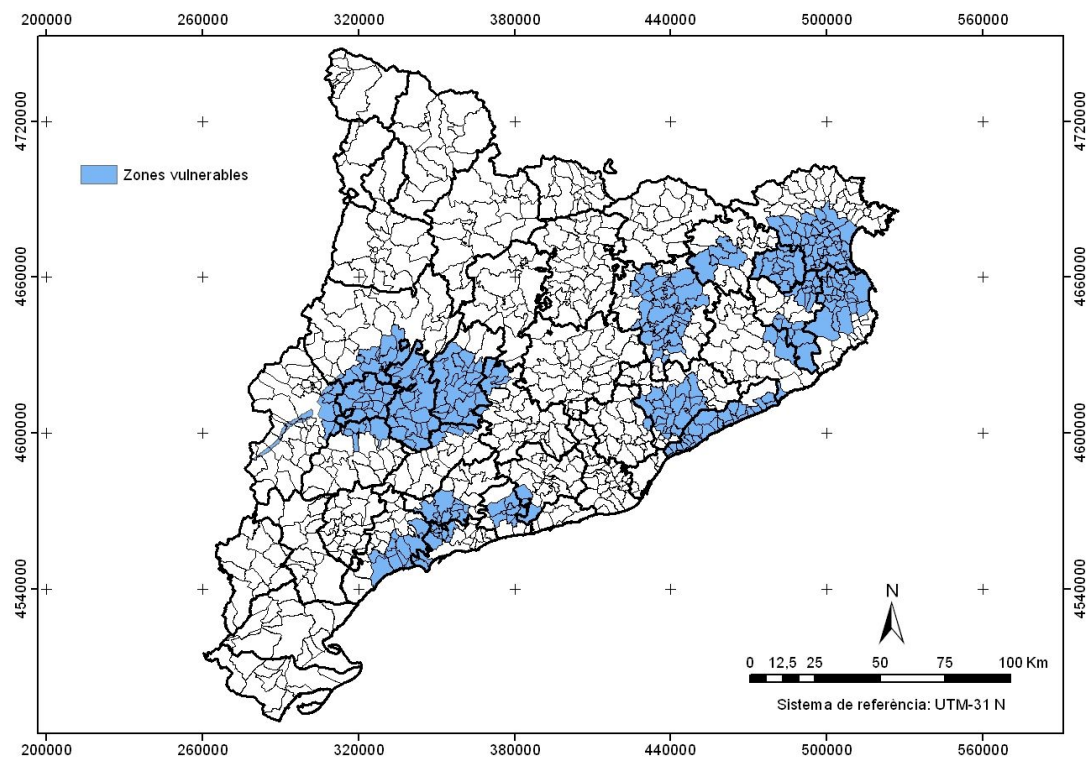 200000 260000 320000 380000 440000 500000 560000
4720000 4720000
Zones vulnerables
4660000 4660000
4600000 4600000
4540000 4540000
N
0 12,5 25 50 75 100 Km
Sistema de referència: UTM-31 N
200000 260000 320000 380000 440000 500000 560000